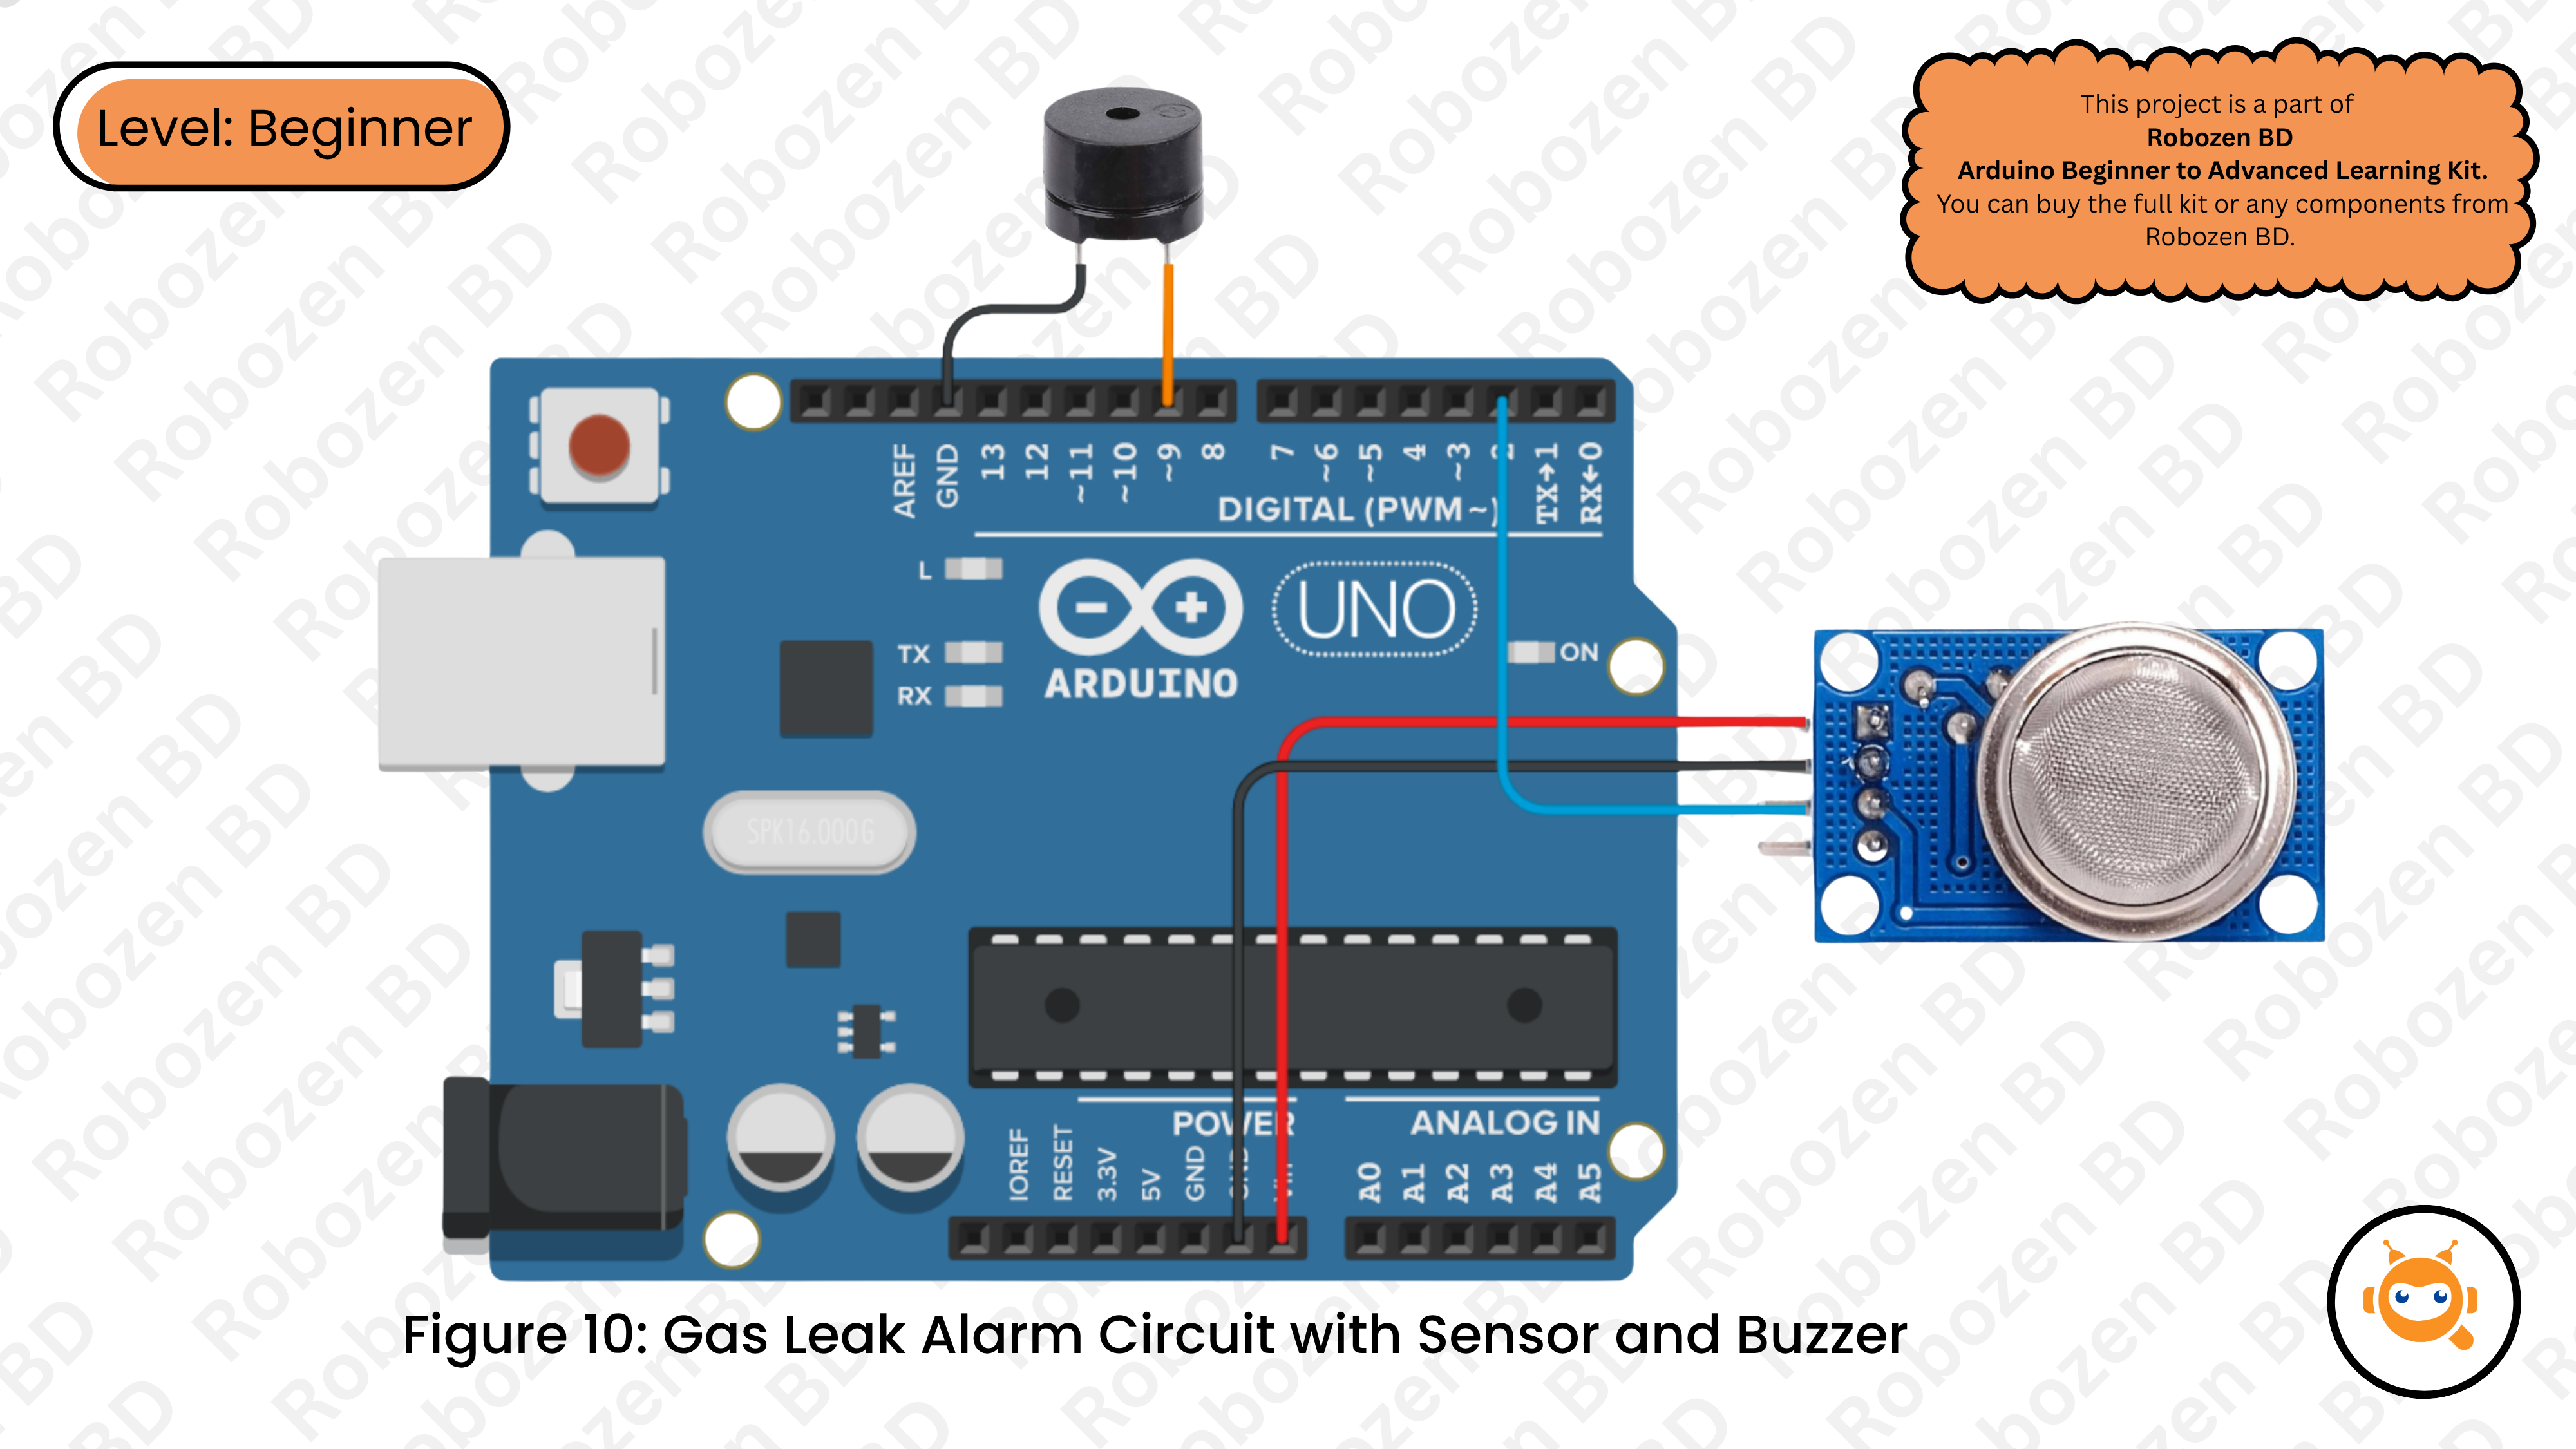 Level: Beginner
This project is a part of
Robozen BD
Arduino Beginner to Advanced Learning Kit.
You can buy the full kit or any components from
Robozen BD.
AREF
GND
13
12
~11
~10
~9
8
7
~6
~5
4
~3
2
TX→1
RX←0
DIGITAL (PWM~)
L
TX
RX
ARDUINO
UNO
ON
SPK16.000G
POWER
ANALOG IN
IOREF
RESET
3.3V
5V
GND
GND
Vin
A0
A1
A2
A3
A4
A5
Figure 10: Gas Leak Alarm Circuit with Sensor and Buzzer
Robozen BD